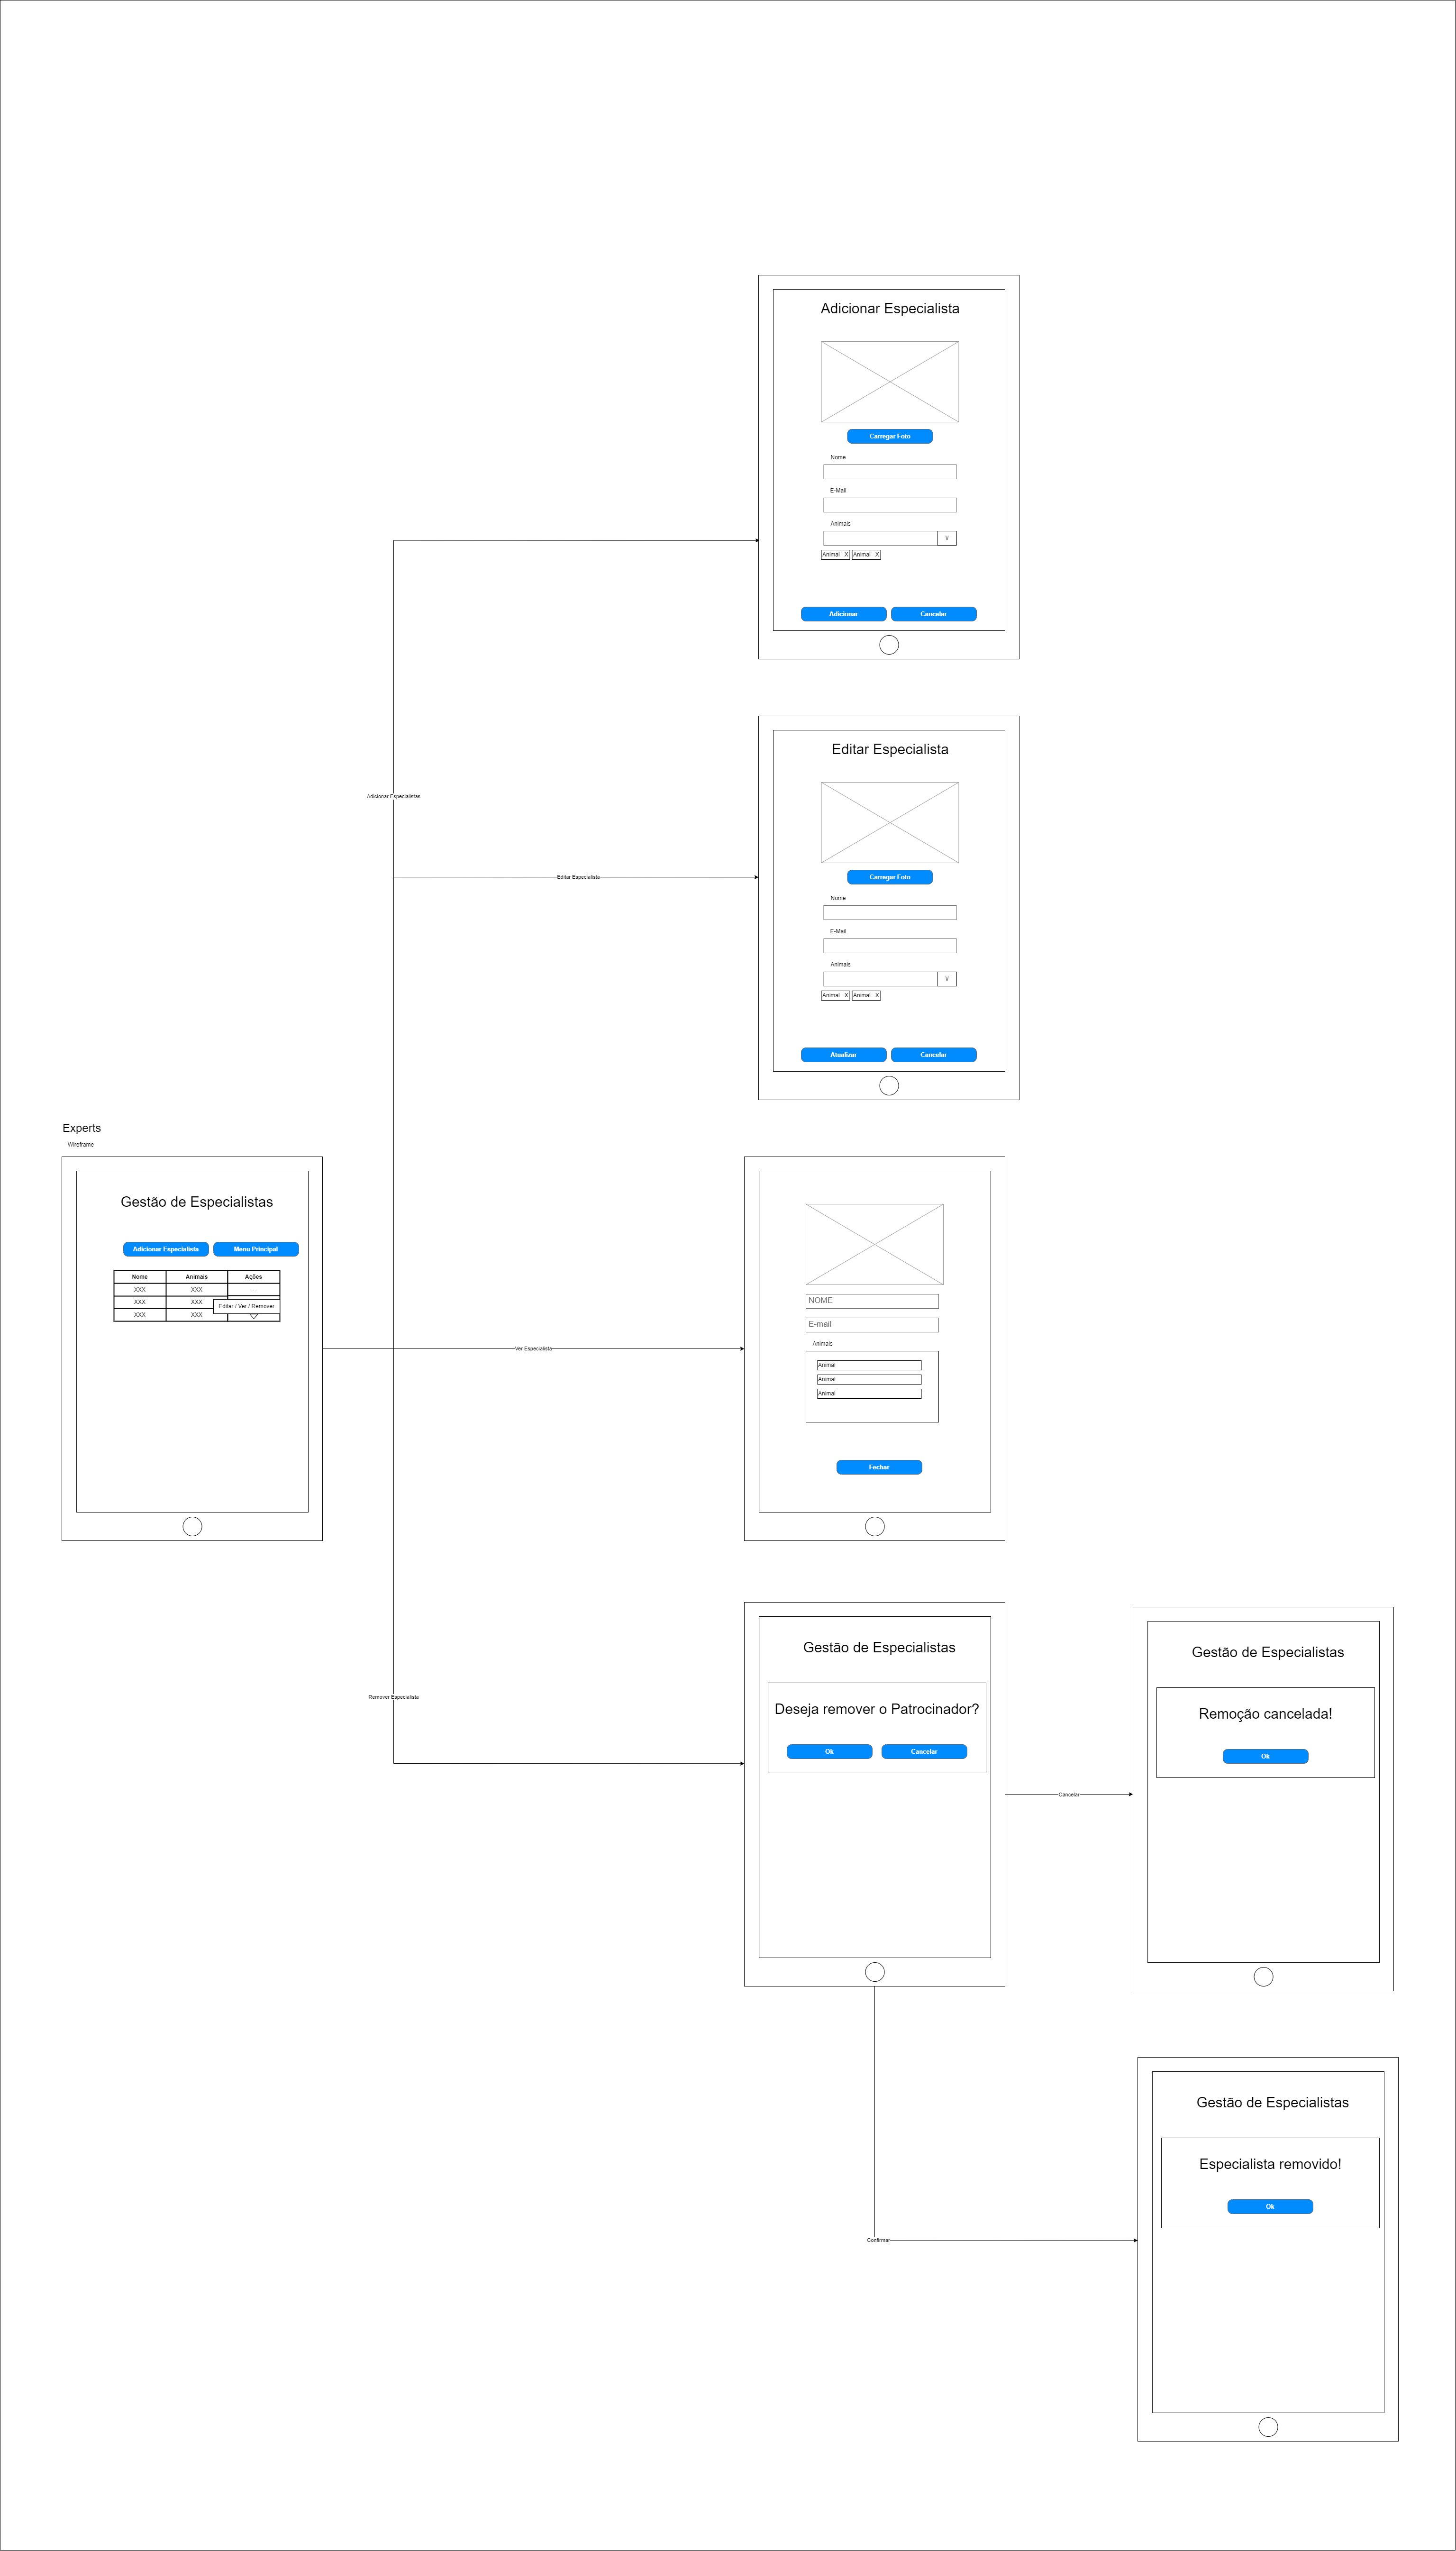 Adicionar Especialista
Carregar Foto
Nome
E-Mail
Animais
V
Animal X Animal X
Adicionar Cancelar
Adicionar Especialistas
Editar Especialista
Editar Especialista
Carregar Foto
Nome
E-Mail
Animais
V
Animal X Animal X
Atualizar Cancelar
Experts
Wireframe
Gestão de Especialistas
Adicionar Especialista Menu Principal
Nome Animais Ações
XXX XXX ...
XXX XXX
Editar / Ver / Remover
XXX XXX
Ver Especialista
NOME
E-mail
Animais
Animal
Animal
Animal
Fechar
Remover Especialista
Gestão de Especialistas
Deseja remover o Patrocinador?
Ok Cancelar
Cancelar
Gestão de Especialistas
Remoção cancelada!
Ok
Confirmar
Gestão de Especialistas
Especialista removido!
Ok